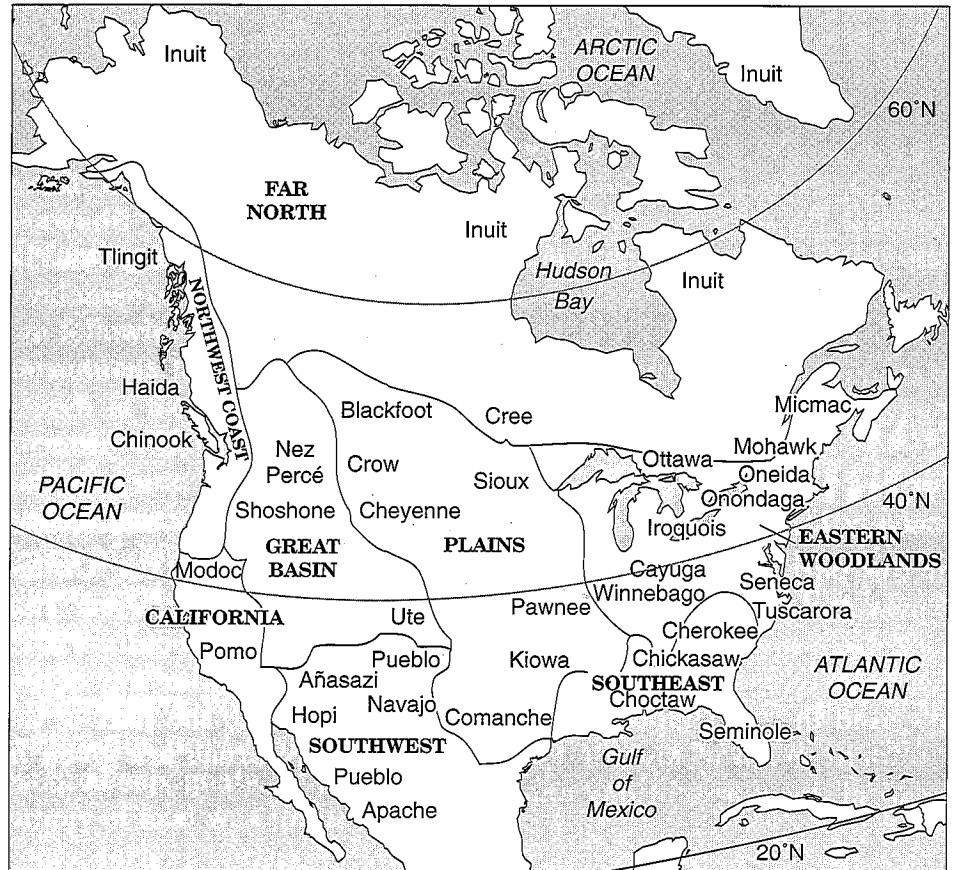 Inuit
ARCTIC
OCEAN
Inuit
60°N
FAR
NORTH
Inuit
Tlingit
Hudson
Bay
Inuit
NORTHWEST COAST
Haida
Blackfoot
Cree
Micmac
Chinook
Nez
Percé
Crow
Ottawa
Mohawk
Oneida
Sioux
PACIFIC
OCEAN
Onondaga
40°N
Shoshone
Cheyenne
Iroquois
GREAT
BASIN
PLAINS
EASTERN
WOODLANDS
Modoc
Cayuga
Seneca
Winnebago
CALIFORNIA
Ute
Pawnee
Tuscarora
Cherokee
Pomo
Pueblo
Kiowa
Chickasaw
ATLANTIC
OCEAN
Añasazi
SOUTHEAST
Navajo
Choctaw
Hopi
Comanche
Seminole
SOUTHWEST
Gulf
of
Mexico
Pueblo
Apache
20°N